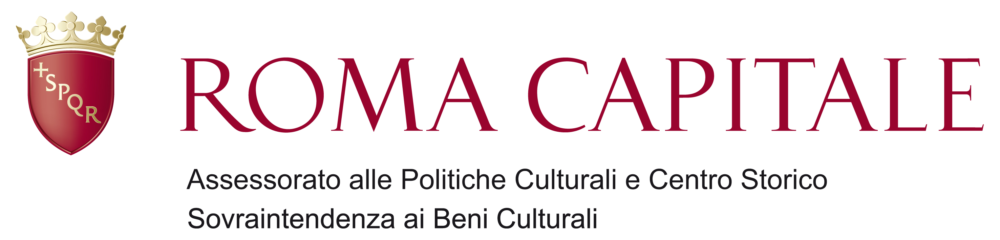 SPQR
ROMA CAPITALE
Assessorato alle Politiche Culturali e Centro Storico
Sovraintendenza ai Beni Culturali